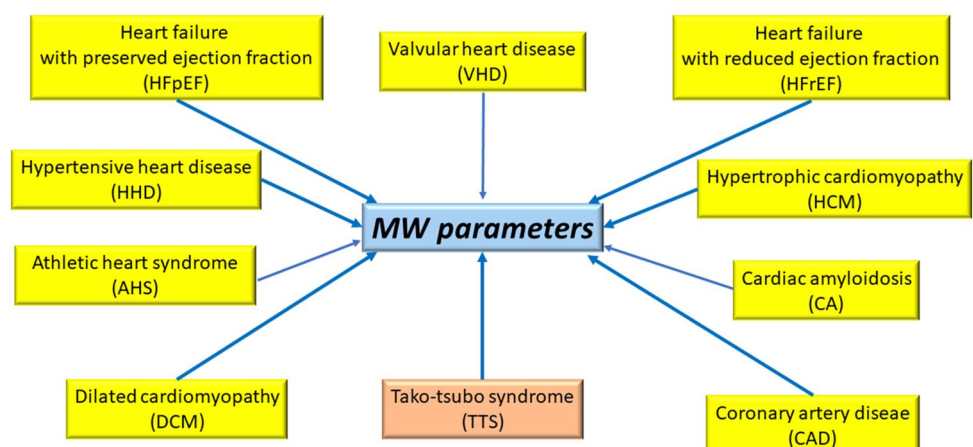 Heart failure
with preserved ejection fraction
(HFpEF)
Valvular heart disease
(VHD)
Heart failure
with reduced ejection fraction
(HFrEF)
Hypertensive heart disease
(HHD)
Hypertrophic cardiomyopathy
(HCM)
MW parameters
Athletic heart syndrome
(AHS)
Cardiac amyloidosis
(CA)
Dilated cardiomyopathy
(DCM)
Tako-tsubo syndrome
(TTS)
Coronary artery diseae
(CAD)